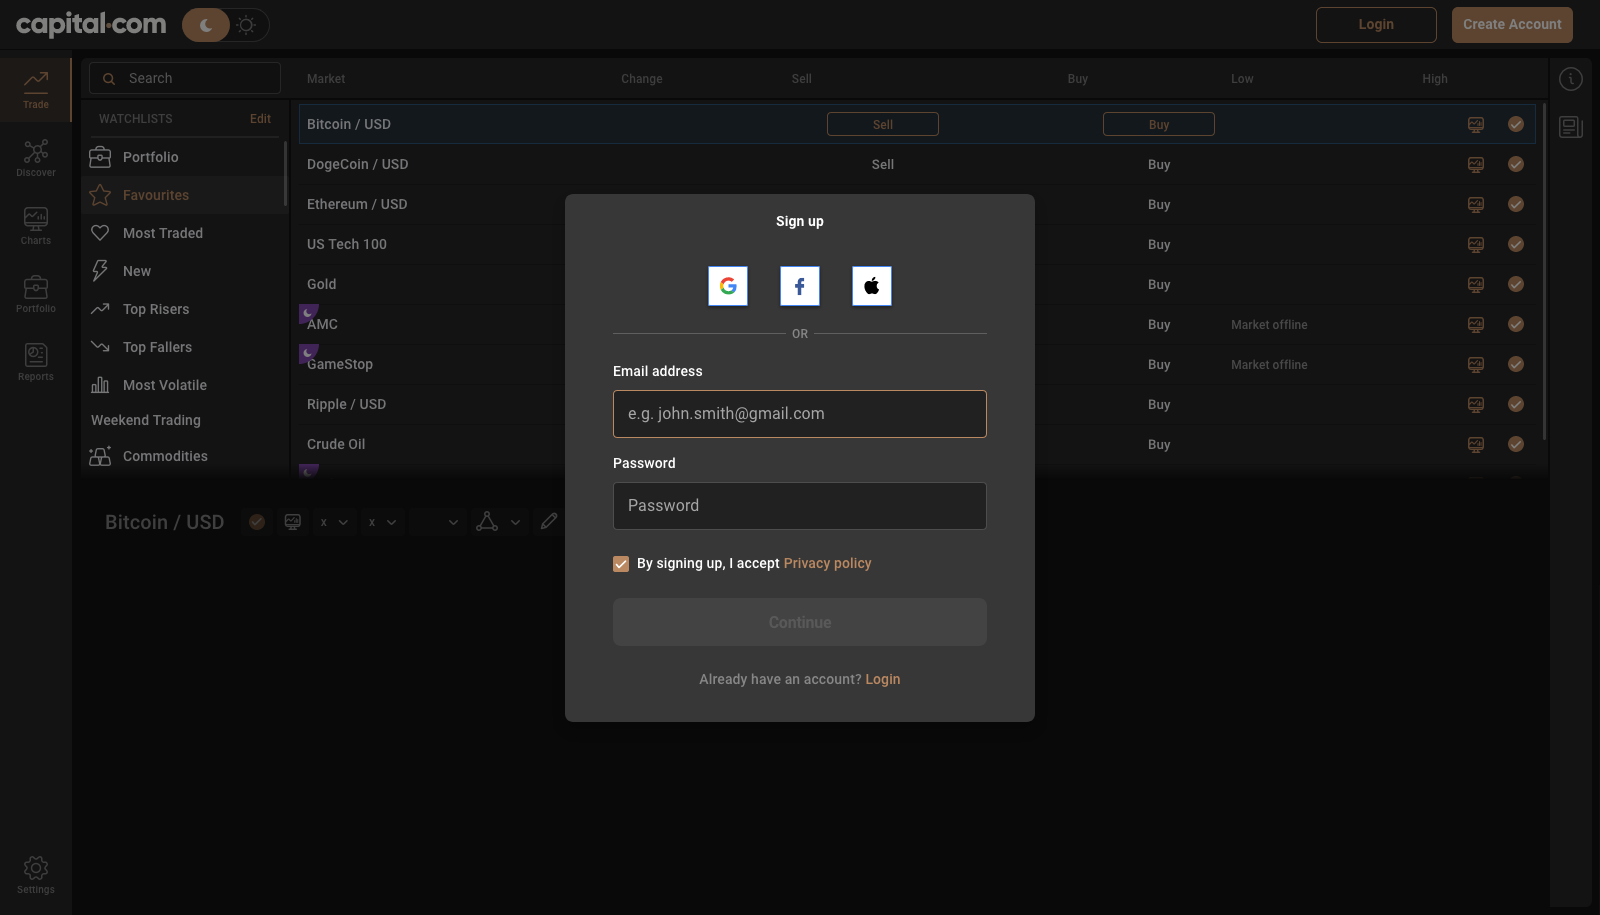 capital.com
Login
Create Account
Trade
Discover
Charts
Portfolio
Reports
Settings
Search
WATCHLISTS
Edit
Portfolio
Favourites
Most Traded
New
Top Risers
Top Fallers
Most Volatile
Weekend Trading
Commodities
Market Change Sell Buy Low High
Bitcoin / USD Sell Buy
DogeCoin / USD Sell Buy
Ethereum / USD Buy
US Tech 100 Buy
Gold Buy
AMC Buy Market offline
GameStop Buy Market offline
Ripple / USD Buy
Crude Oil Buy
Bitcoin / USD x x
Sign up
OR
Email address
e.g. john.smith@gmail.com
Password
Password
By signing up, I accept Privacy policy
Continue
Already have an account? Login